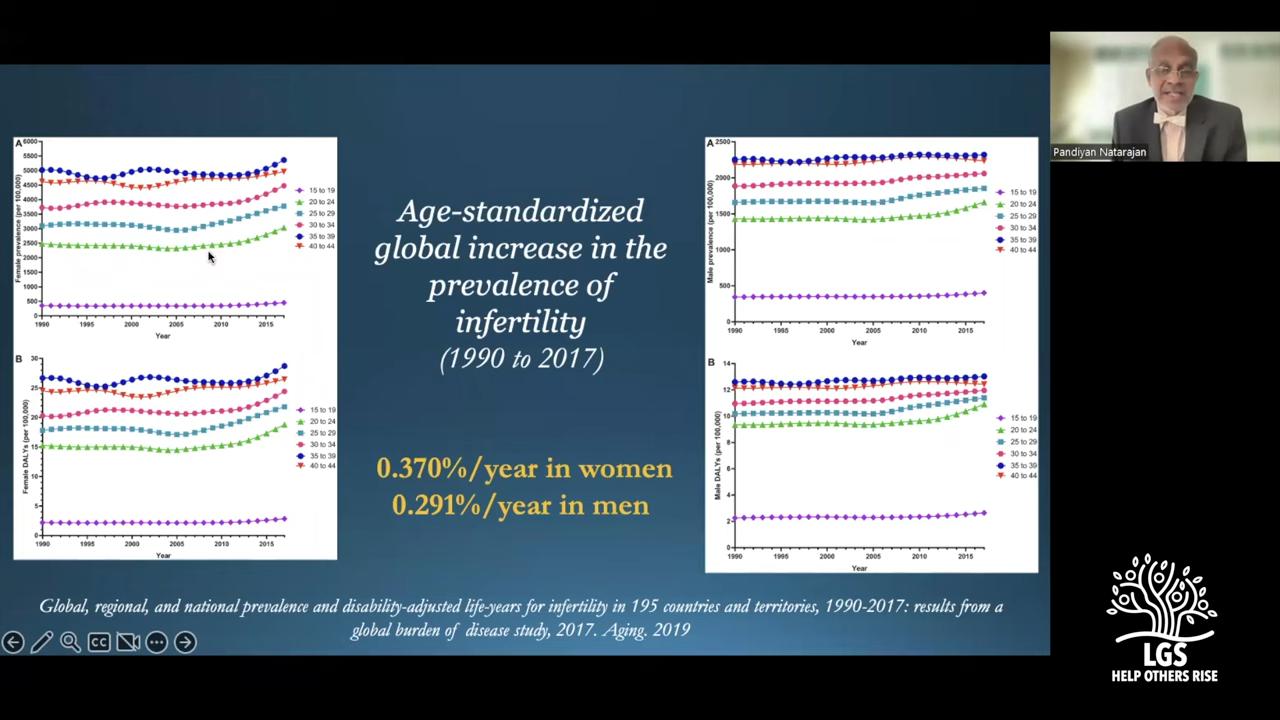 Pandiyan Natarajan
A
6000
5500
5000
4500
4000
3500
3000
2500
2000
1500
1000
500
0
Female prevalence (per 100,000)
1990
1995
2000
2005
2010
2015
Year
15 to 19
20 to 24
25 to 29
30 to 34
35 to 39
40 to 44
B
30
25
20
15
10
5
0
Female DALYs (per 100,000)
1990
1995
2000
2005
2010
2015
Year
15 to 19
20 to 24
25 to 29
30 to 34
35 to 39
40 to 44
Age-standardized
global increase in the
prevalence of
infertility
(1990 to 2017)
0.370%/year in women
0.291%/year in men
A
2500
2000
1500
1000
500
0
Male prevalence (per 100,000)
1990
1995
2000
2005
2010
2015
Year
15 to 19
20 to 24
25 to 29
30 to 34
35 to 39
40 to 44
B
14
12
10
8
6
4
2
0
Male DALYs (per 100,000)
1990
1995
2000
2005
2010
2015
Year
15 to 19
20 to 24
25 to 29
30 to 34
35 to 39
40 to 44
Global, regional, and national prevalence and disability-adjusted life-years for infertility in 195 countries and territories, 1990-2017: results from a
global burden of disease study, 2017. Aging. 2019
CC
LGS
HELP OTHERS RISE